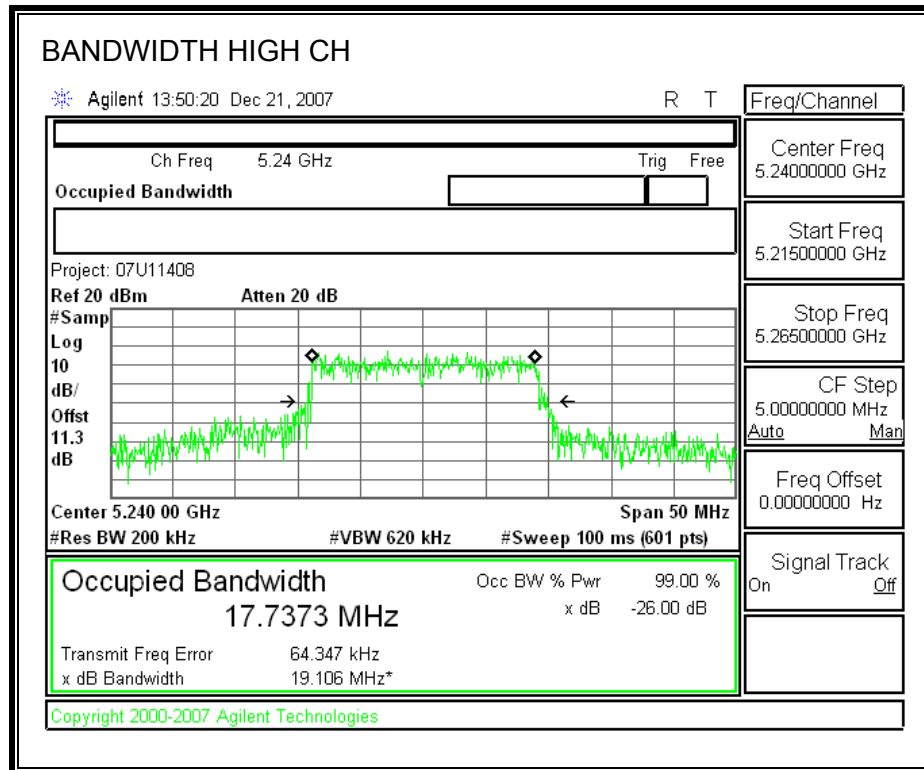 BANDWIDTH HIGH CH
Agilent 13:50:20 Dec 21, 2007 R T
Ch Freq 5.24 GHz Trig Free
Occupied Bandwidth
Project: 07U11408
Ref 20 dBm Atten 20 dB
#Samp
Log
10
dB/
Offst
11.3
dB
Center 5.240 00 GHz Span 50 MHz
#Res BW 200 kHz #VBW 620 kHz #Sweep 100 ms (601 pts)
Occupied Bandwidth Occ BW % Pwr 99.00 %
17.7373 MHz x dB -26.00 dB
Transmit Freq Error 64.347 kHz
x dB Bandwidth 19.106 MHz*
Copyright 2000-2007 Agilent Technologies
Freq/Channel
Center Freq
5.24000000 GHz
Start Freq
5.21500000 GHz
Stop Freq
5.26500000 GHz
CF Step
5.00000000 MHz
Auto Man
Freq Offset
0.00000000 Hz
Signal Track
On Off